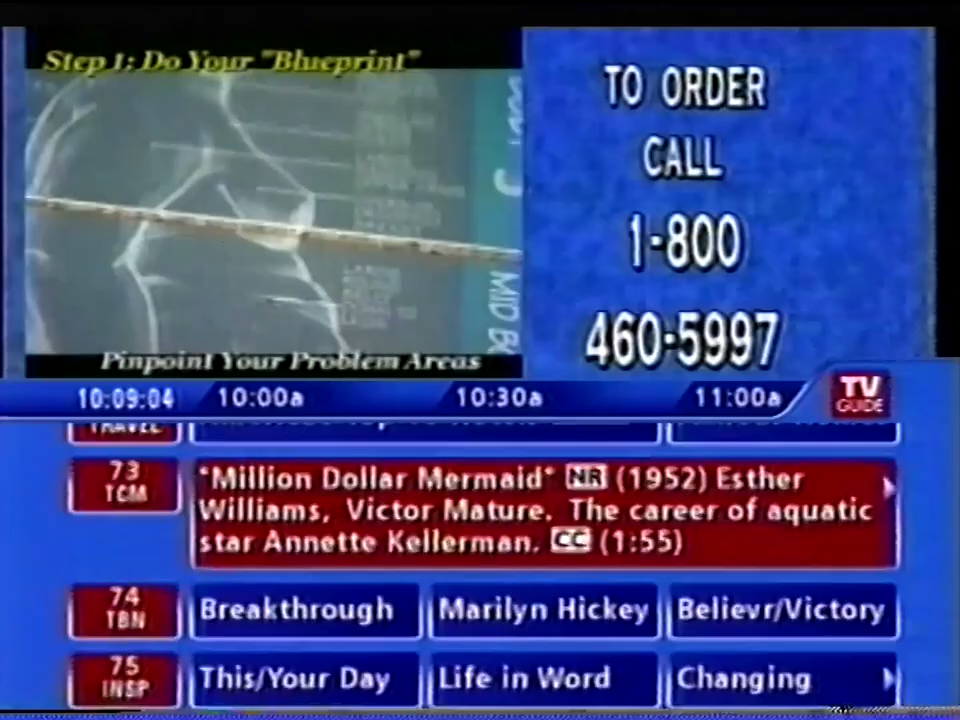 Step 1: Do Your "Blueprint"
Pinpoint Your Problem Areas
TO ORDER
CALL
1-800
460-5997
10:09:04 10:00a 10:30a 11:00a
TV
GUIDE
TRAVEL
73
TCM
"Million Dollar Mermaid" NR (1952) Esther
Williams, Victor Mature. The career of aquatic
star Annette Kellerman. CC (1:55)
74
TBN
Breakthrough
Marilyn Hickey
Believr/Victory
75
INSP
This/Your Day
Life in Word
Changing